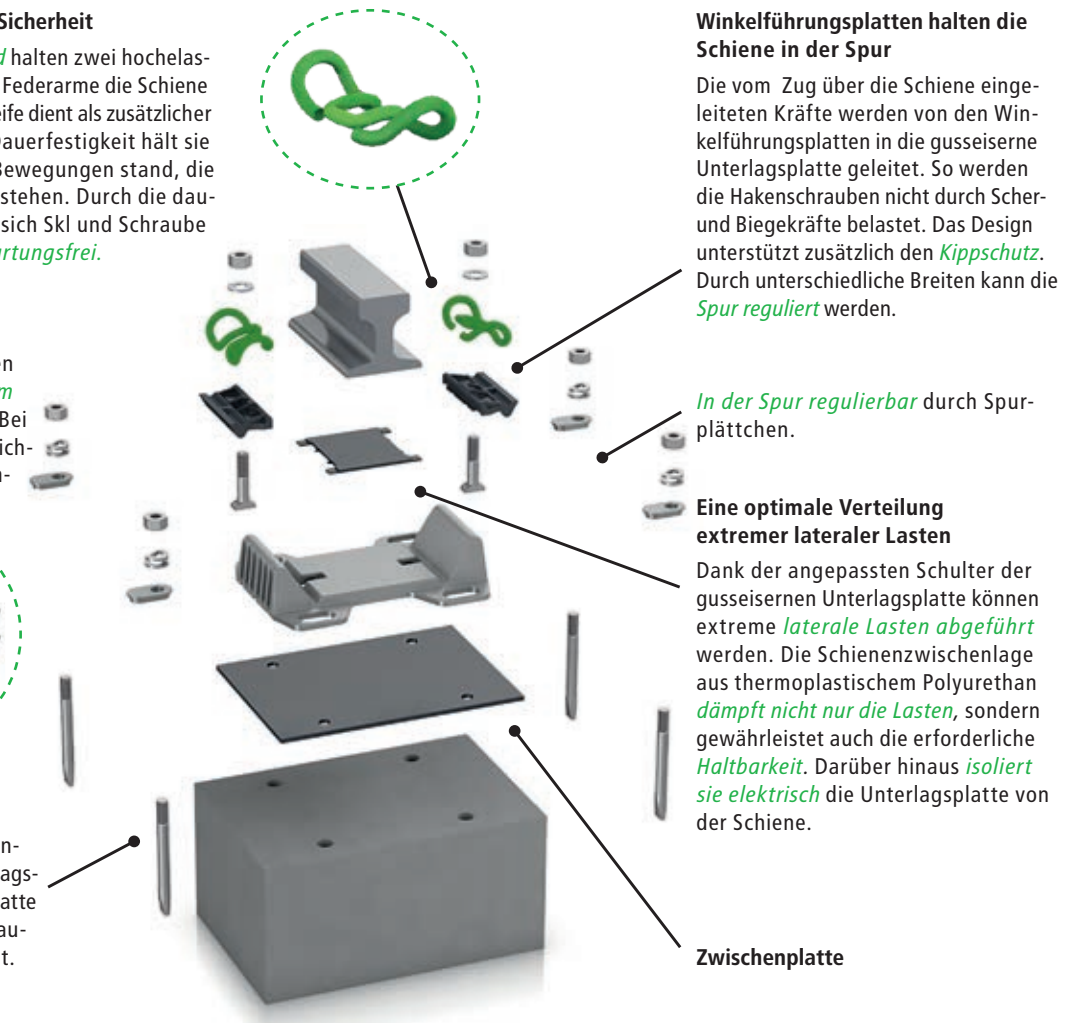 Sicherheit
halten zwei hochelas-
Federarme die Schiene
dient als zusätzlicher
Dauerfestigkeit hält sie
Bewegungen stand, die
stehen. Durch die dau-
sich Skl und Schraube
Bei
Winkelführungsplatten halten die
Schiene in der Spur
Die vom Zug über die Schiene einge-
leiteten Kräfte werden von den Win-
kelführungsplatten in die gusseiserne
Unterlagsplatte geleitet. So werden
die Hakenschrauben nicht durch Scher-
und Biegekräfte belastet. Das Design
unterstützt zusätzlich den Kippschutz.
Durch unterschiedliche Breiten kann die
Spur reguliert werden.
In der Spur regulierbar durch Spur-
plättchen.
Eine optimale Verteilung
extremer lateraler Lasten
Dank der angepassten Schulter der
gusseisernen Unterlagsplatte können
extreme laterale Lasten abgeführt
werden. Die Schienenzwischenlage
aus thermoplastischem Polyurethan
dämpft nicht nur die Lasten, sondern
gewährleistet auch die erforderliche
Haltbarkeit. Darüber hinaus isoliert
sie elektrisch die Unterlagsplatte von
der Schiene.
Zwischenplatte